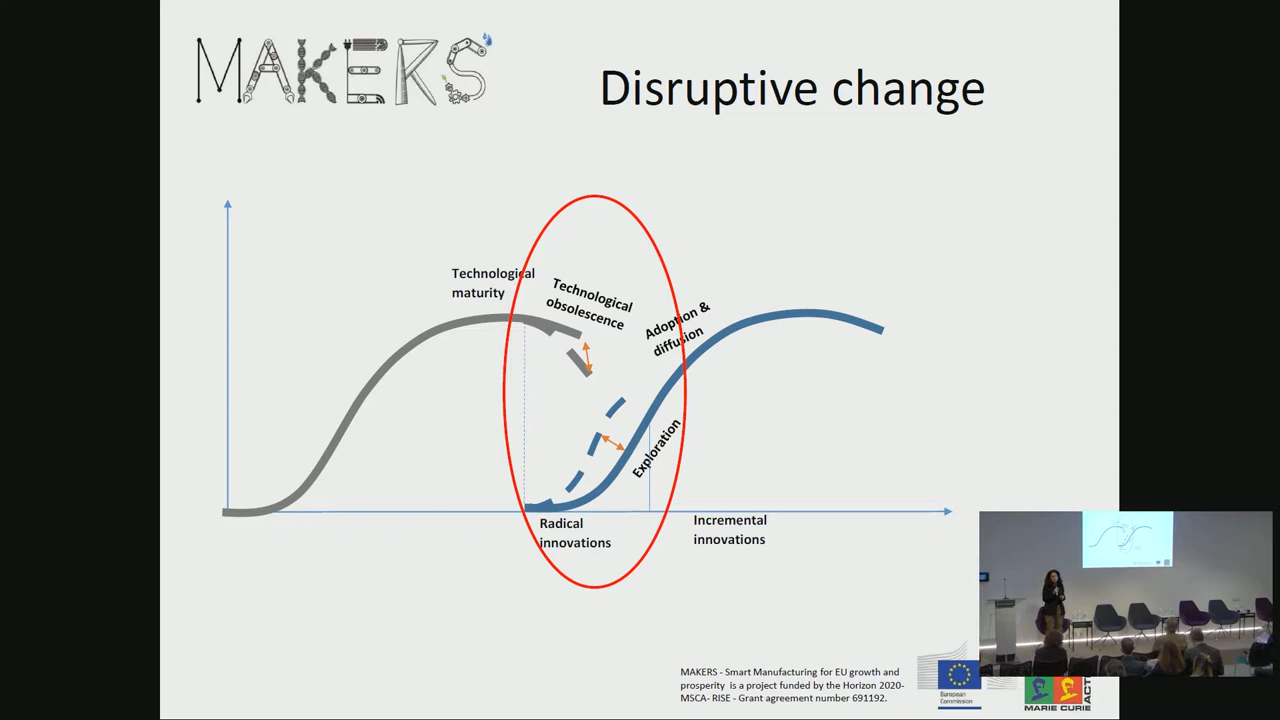 MAKERS
Disruptive change
Technological
maturity
Technological
obsolescence
Adoption &
diffusion
Exploration
Radical
innovations
Incremental
innovations
MAKERS - Smart Manufacturing for EU growth and
prosperity is a project funded by the Horizon 2020-
MSCA- RISE - Grant agreement number 691192.
European
Commission
MARIE CURIE
ACT